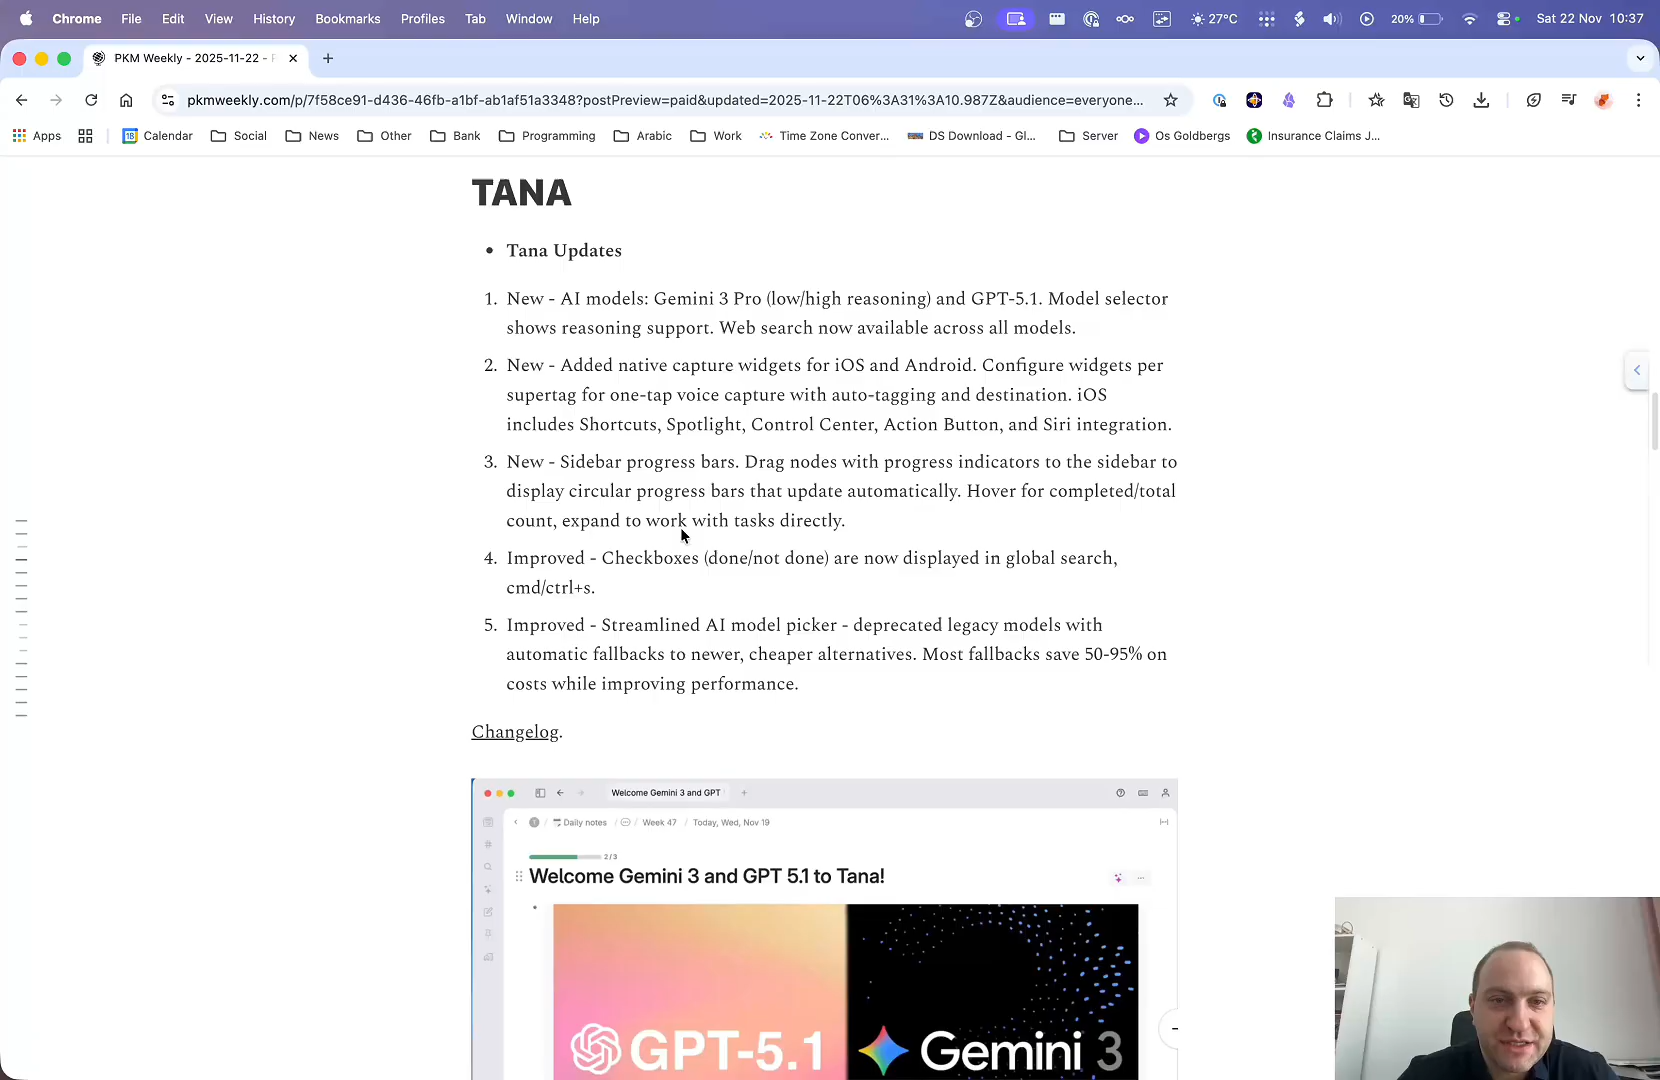 Chrome File Edit View History Bookmarks Profiles Tab Window Help 27°C 20% Sat 22 Nov 10:37
PKM Weekly - 2025-11-22 -
pkmweekly.com/p/7f58ce91-d436-46fb-a1bf-ab1af51a3348?postPreview=paid&updated=2025-11-22T06%3A31%3A10.987Z&audience=everyone...
Apps 18 Calendar Social News Other Bank Programming Arabic Work Time Zone Conver... DS Download - Gl... Server Os Goldbergs Insurance Claims J...
TANA
• Tana Updates
1. New - AI models: Gemini 3 Pro (low/high reasoning) and GPT-5.1. Model selector
shows reasoning support. Web search now available across all models.
2. New - Added native capture widgets for iOS and Android. Configure widgets per
supertag for one-tap voice capture with auto-tagging and destination. iOS
includes Shortcuts, Spotlight, Control Center, Action Button, and Siri integration.
3. New - Sidebar progress bars. Drag nodes with progress indicators to the sidebar to
display circular progress bars that update automatically. Hover for completed/total
count, expand to work with tasks directly.
4. Improved - Checkboxes (done/not done) are now displayed in global search,
cmd/ctrl+s.
5. Improved - Streamlined AI model picker - deprecated legacy models with
automatic fallbacks to newer, cheaper alternatives. Most fallbacks save 50-95% on
costs while improving performance.
Changelog.
Welcome Gemini 3 and GPT
Daily notes / Week 47 / Today, Wed, Nov 19
2/3
Welcome Gemini 3 and GPT 5.1 to Tana!
GPT-5.1 Gemini 3